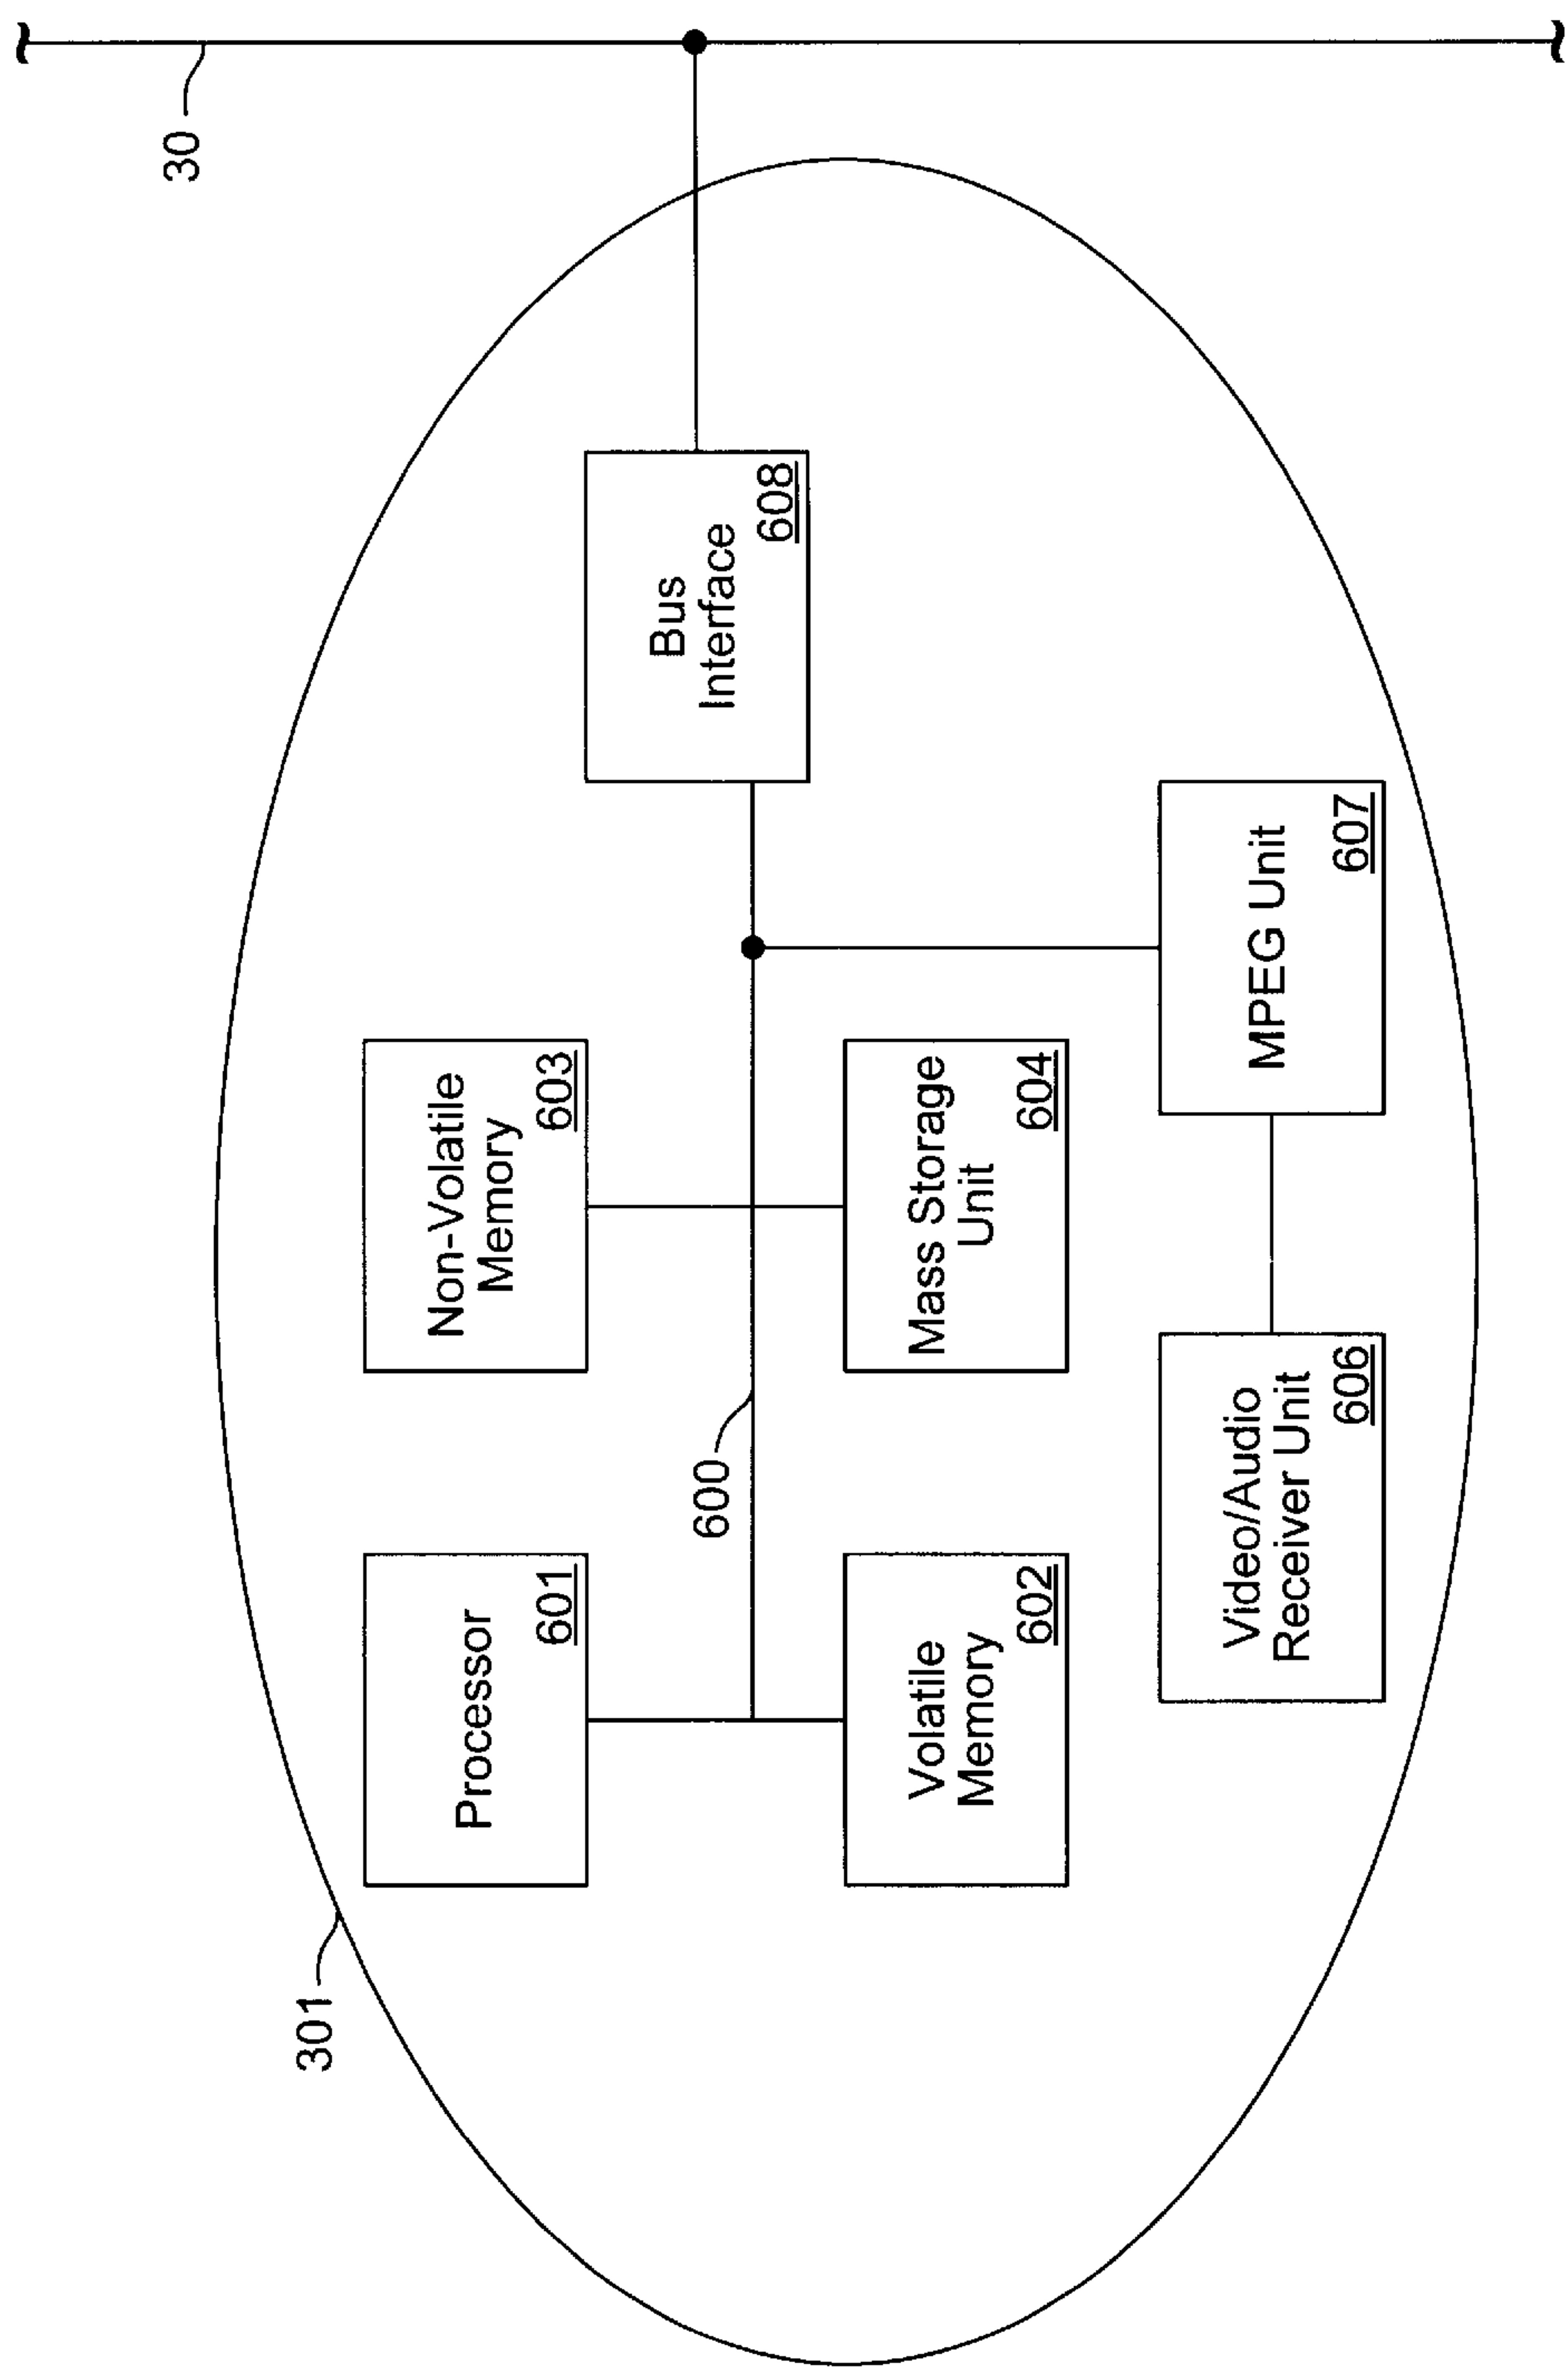 301
Processor
601
Non-Volatile
Memory
603
600
Bus
Interface
608
30
Volatile
Memory
602
Mass Storage
Unit
604
Video/Audio
Receiver Unit
606
MPEG Unit
607